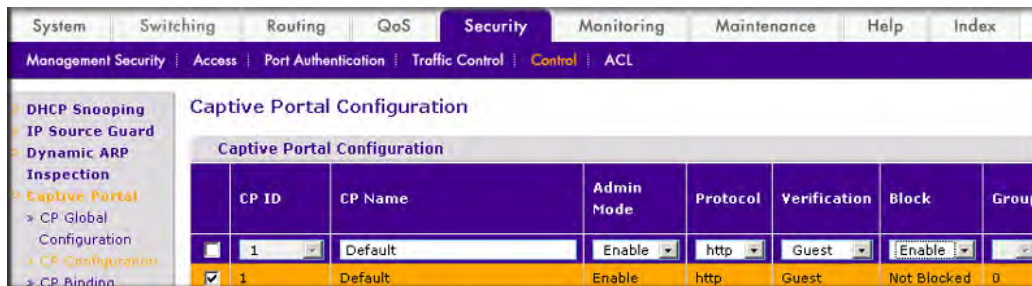 System Switching Routing QoS Security Monitoring Maintenance Help Index
Management Security Access Port Authentication Traffic Control Control ACL
DHCP Snooping
IP Source Guard
Dynamic ARP
Inspection
Captive Portal
» CP Global
Configuration
» CP Configuration
» CP Binding
Captive Portal Configuration
Captive Portal Configuration
CP ID CP Name Admin Mode Protocol Verification Block Group
1 Default Enable http Guest Enable
1 Default Enable http Guest Not Blocked 0